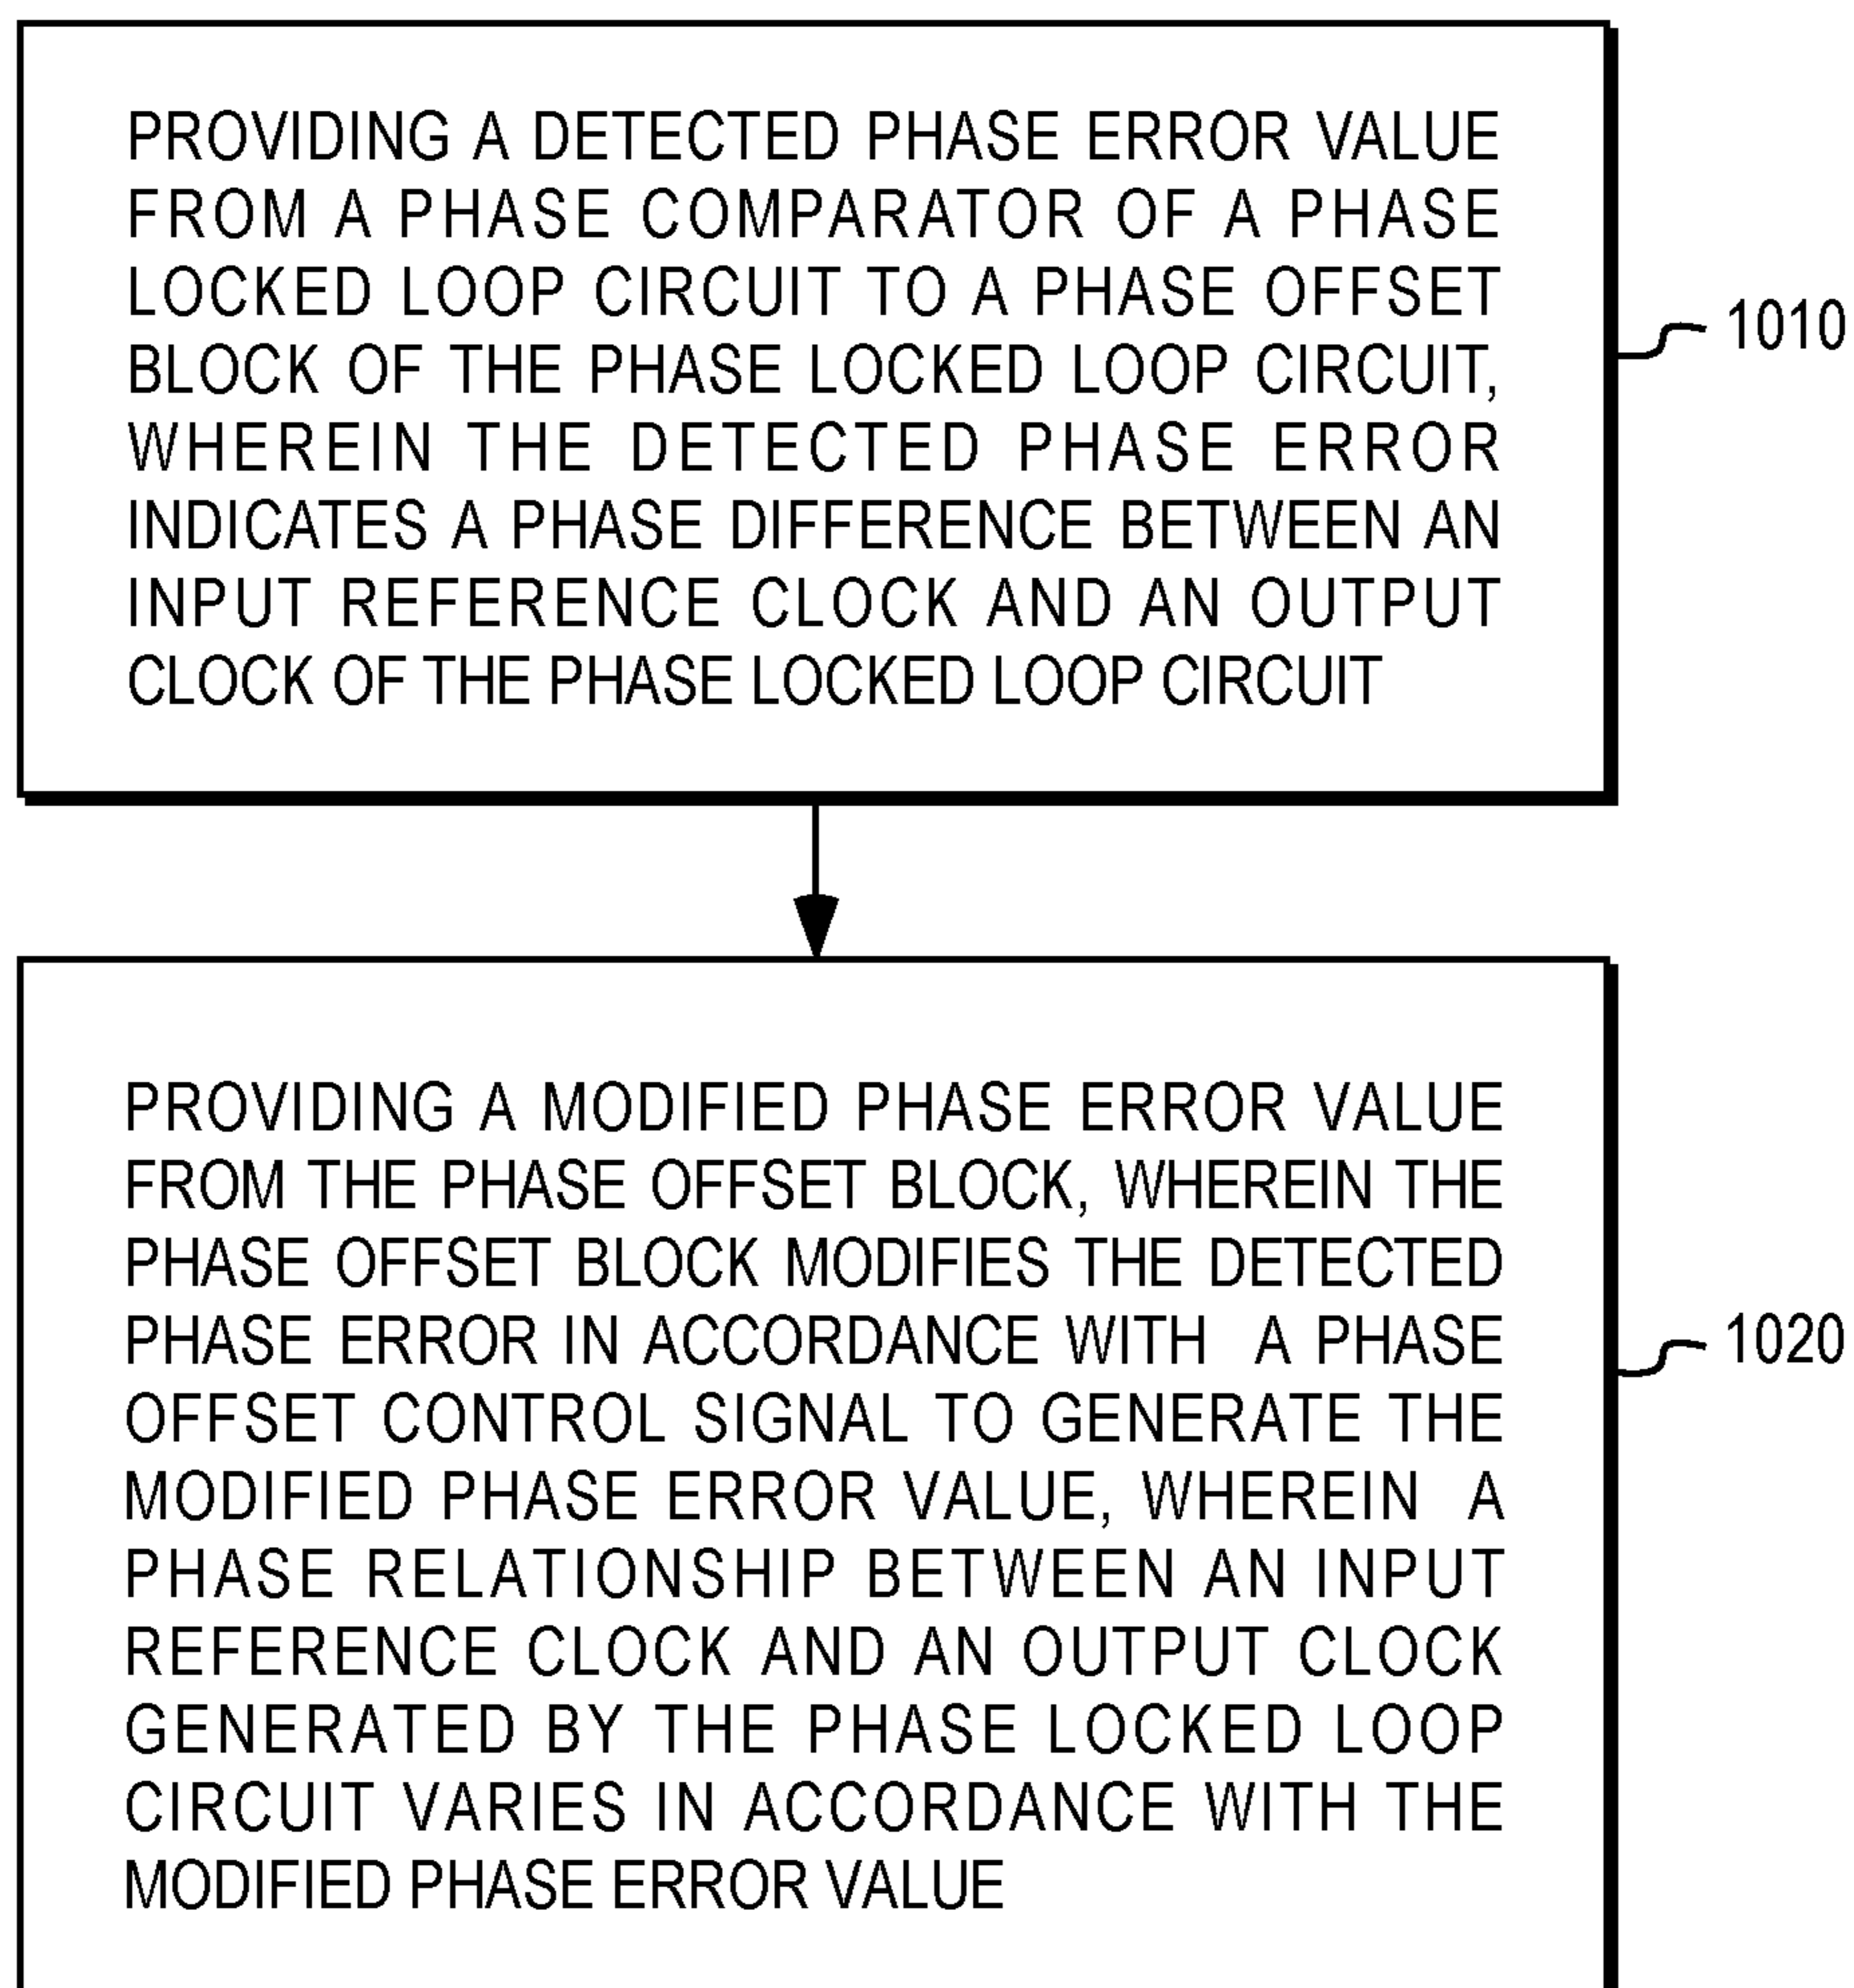 PROVIDING A DETECTED PHASE ERROR VALUE
FROM A PHASE COMPARATOR OF A PHASE
LOCKED LOOP CIRCUIT TO A PHASE OFFSET
BLOCK OF THE PHASE LOCKED LOOP CIRCUIT,
WHEREIN THE DETECTED PHASE ERROR
INDICATES A PHASE DIFFERENCE BETWEEN AN
INPUT REFERENCE CLOCK AND AN OUTPUT
CLOCK OF THE PHASE LOCKED LOOP CIRCUIT
1010
PROVIDING A MODIFIED PHASE ERROR VALUE
FROM THE PHASE OFFSET BLOCK, WHEREIN THE
PHASE OFFSET BLOCK MODIFIES THE DETECTED
PHASE ERROR IN ACCORDANCE WITH A PHASE
OFFSET CONTROL SIGNAL TO GENERATE THE
MODIFIED PHASE ERROR VALUE, WHEREIN A
PHASE RELATIONSHIP BETWEEN AN INPUT
REFERENCE CLOCK AND AN OUTPUT CLOCK
GENERATED BY THE PHASE LOCKED LOOP
CIRCUIT VARIES IN ACCORDANCE WITH THE
MODIFIED PHASE ERROR VALUE
1020